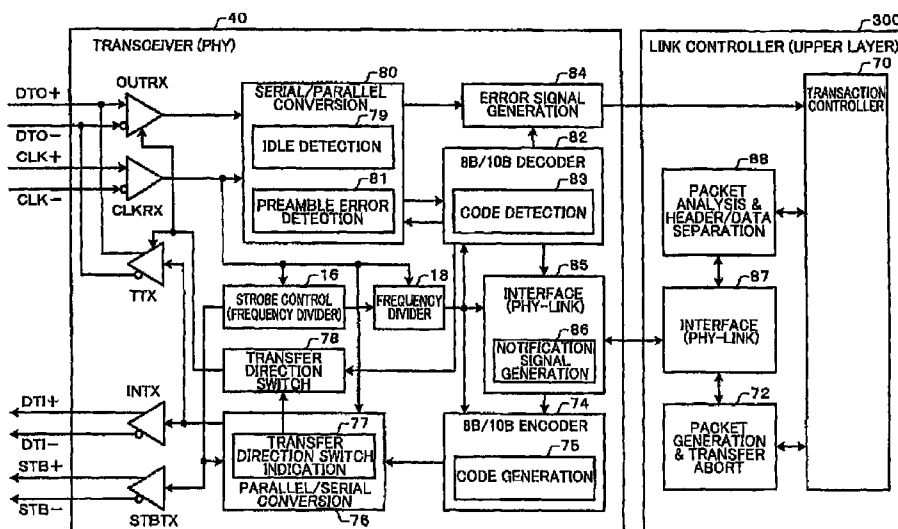 40
300
TRANSCEIVER (PHY)
LINK CONTROLLER (UPPER LAYER)
70
OUTRX
80
84
DTO+
SERIAL/PARALLEL
CONVERSION
ERROR SIGNAL
GENERATION
TRANSACTION
CONTROLLER
79
DTO-
IDLE DETECTION
82
CLK+
8B/10B DECODER
88
81
83
CLK-
PREAMBLE ERROR
DETECTION
CODE DETECTION
PACKET
ANALYSIS &
HEADER/DATA
SEPARATION
CLKRX
16
18
85
TTX
STROBE CONTROL
(FREQUENCY DIVIDER)
FREQUENCY
DIVIDER
INTERFACE
(PHY-LINK)
87
INTERFACE
(PHY-LINK)
78
86
TRANSFER
DIRECTION
SWITCH
NOTIFICATION
SIGNAL
GENERATION
INTX
74
72
DTI+
77
8B/10B ENCODER
DTI-
TRANSFER
DIRECTION SWITCH
INDICATION
75
PACKET
GENERATION
& TRANSFER
ABORT
STB+
CODE GENERATION
PARALLEL/SERIAL
CONVERSION
STB-
STBTX
76